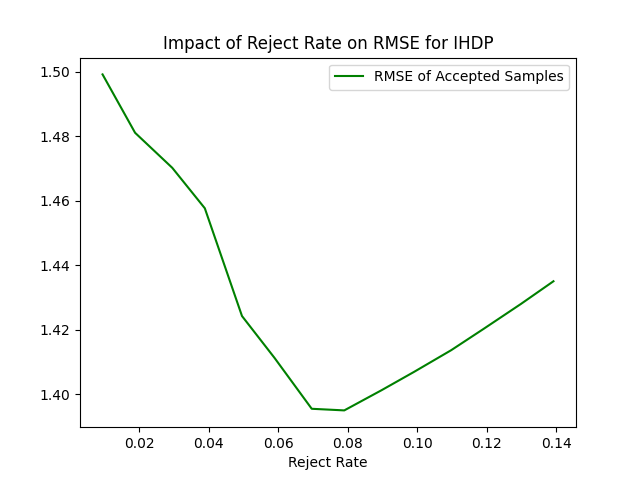 Impact of Reject Rate on RMSE for IHDP
RMSE of Accepted Samples
1.50
1.48
1.46
1.44
1.42
1.40
0.02 0.04 0.06 0.08 0.10 0.12 0.14
Reject Rate